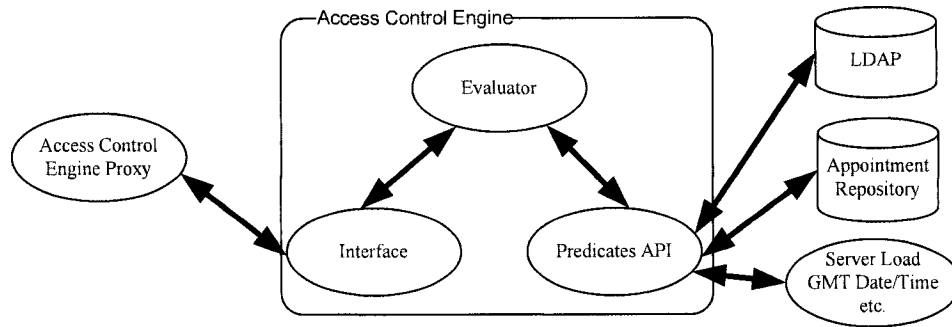 Access Control Engine
LDAP
Evaluator
Access Control
Engine Proxy
Appointment
Repository
Interface
Predicates API
Server Load
GMT Date/Time
etc.